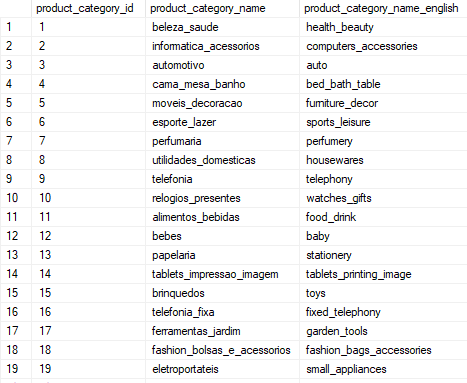 product_category_id product_category_name product_category_name_english
1 1 beleza_saude health_beauty
2 2 informatica_acessorios computers_accessories
3 3 automotivo auto
4 4 cama_mesa_banho bed_bath_table
5 5 moveis_decoracao furniture_decor
6 6 esporte_lazer sports_leisure
7 7 perfumaria perfumery
8 8 utilidades_domesticas housewares
9 9 telefonia telephony
10 10 relogios_presentes watches_gifts
11 11 alimentos_bebidas food_drink
12 12 bebes baby
13 13 papelaria stationery
14 14 tablets_impressao_imagem tablets_printing_image
15 15 brinquedos toys
16 16 telefonia_fixa fixed_telephony
17 17 ferramentas_jardim garden_tools
18 18 fashion_bolsas_e_acessorios fashion_bags_accessories
19 19 eletroportateis small_appliances